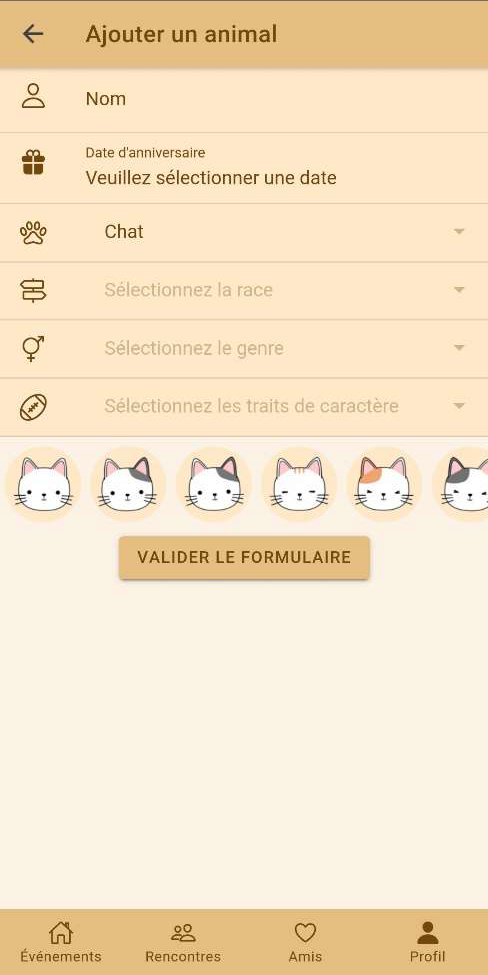 Ajouter un animal
Nom
Date d'anniversaire
Veuillez sélectionner une date
Chat
Sélectionnez la race
Sélectionnez le genre
Sélectionnez les traits de caractère
VALIDER LE FORMULAIRE
Événements Rencontres Amis Profil